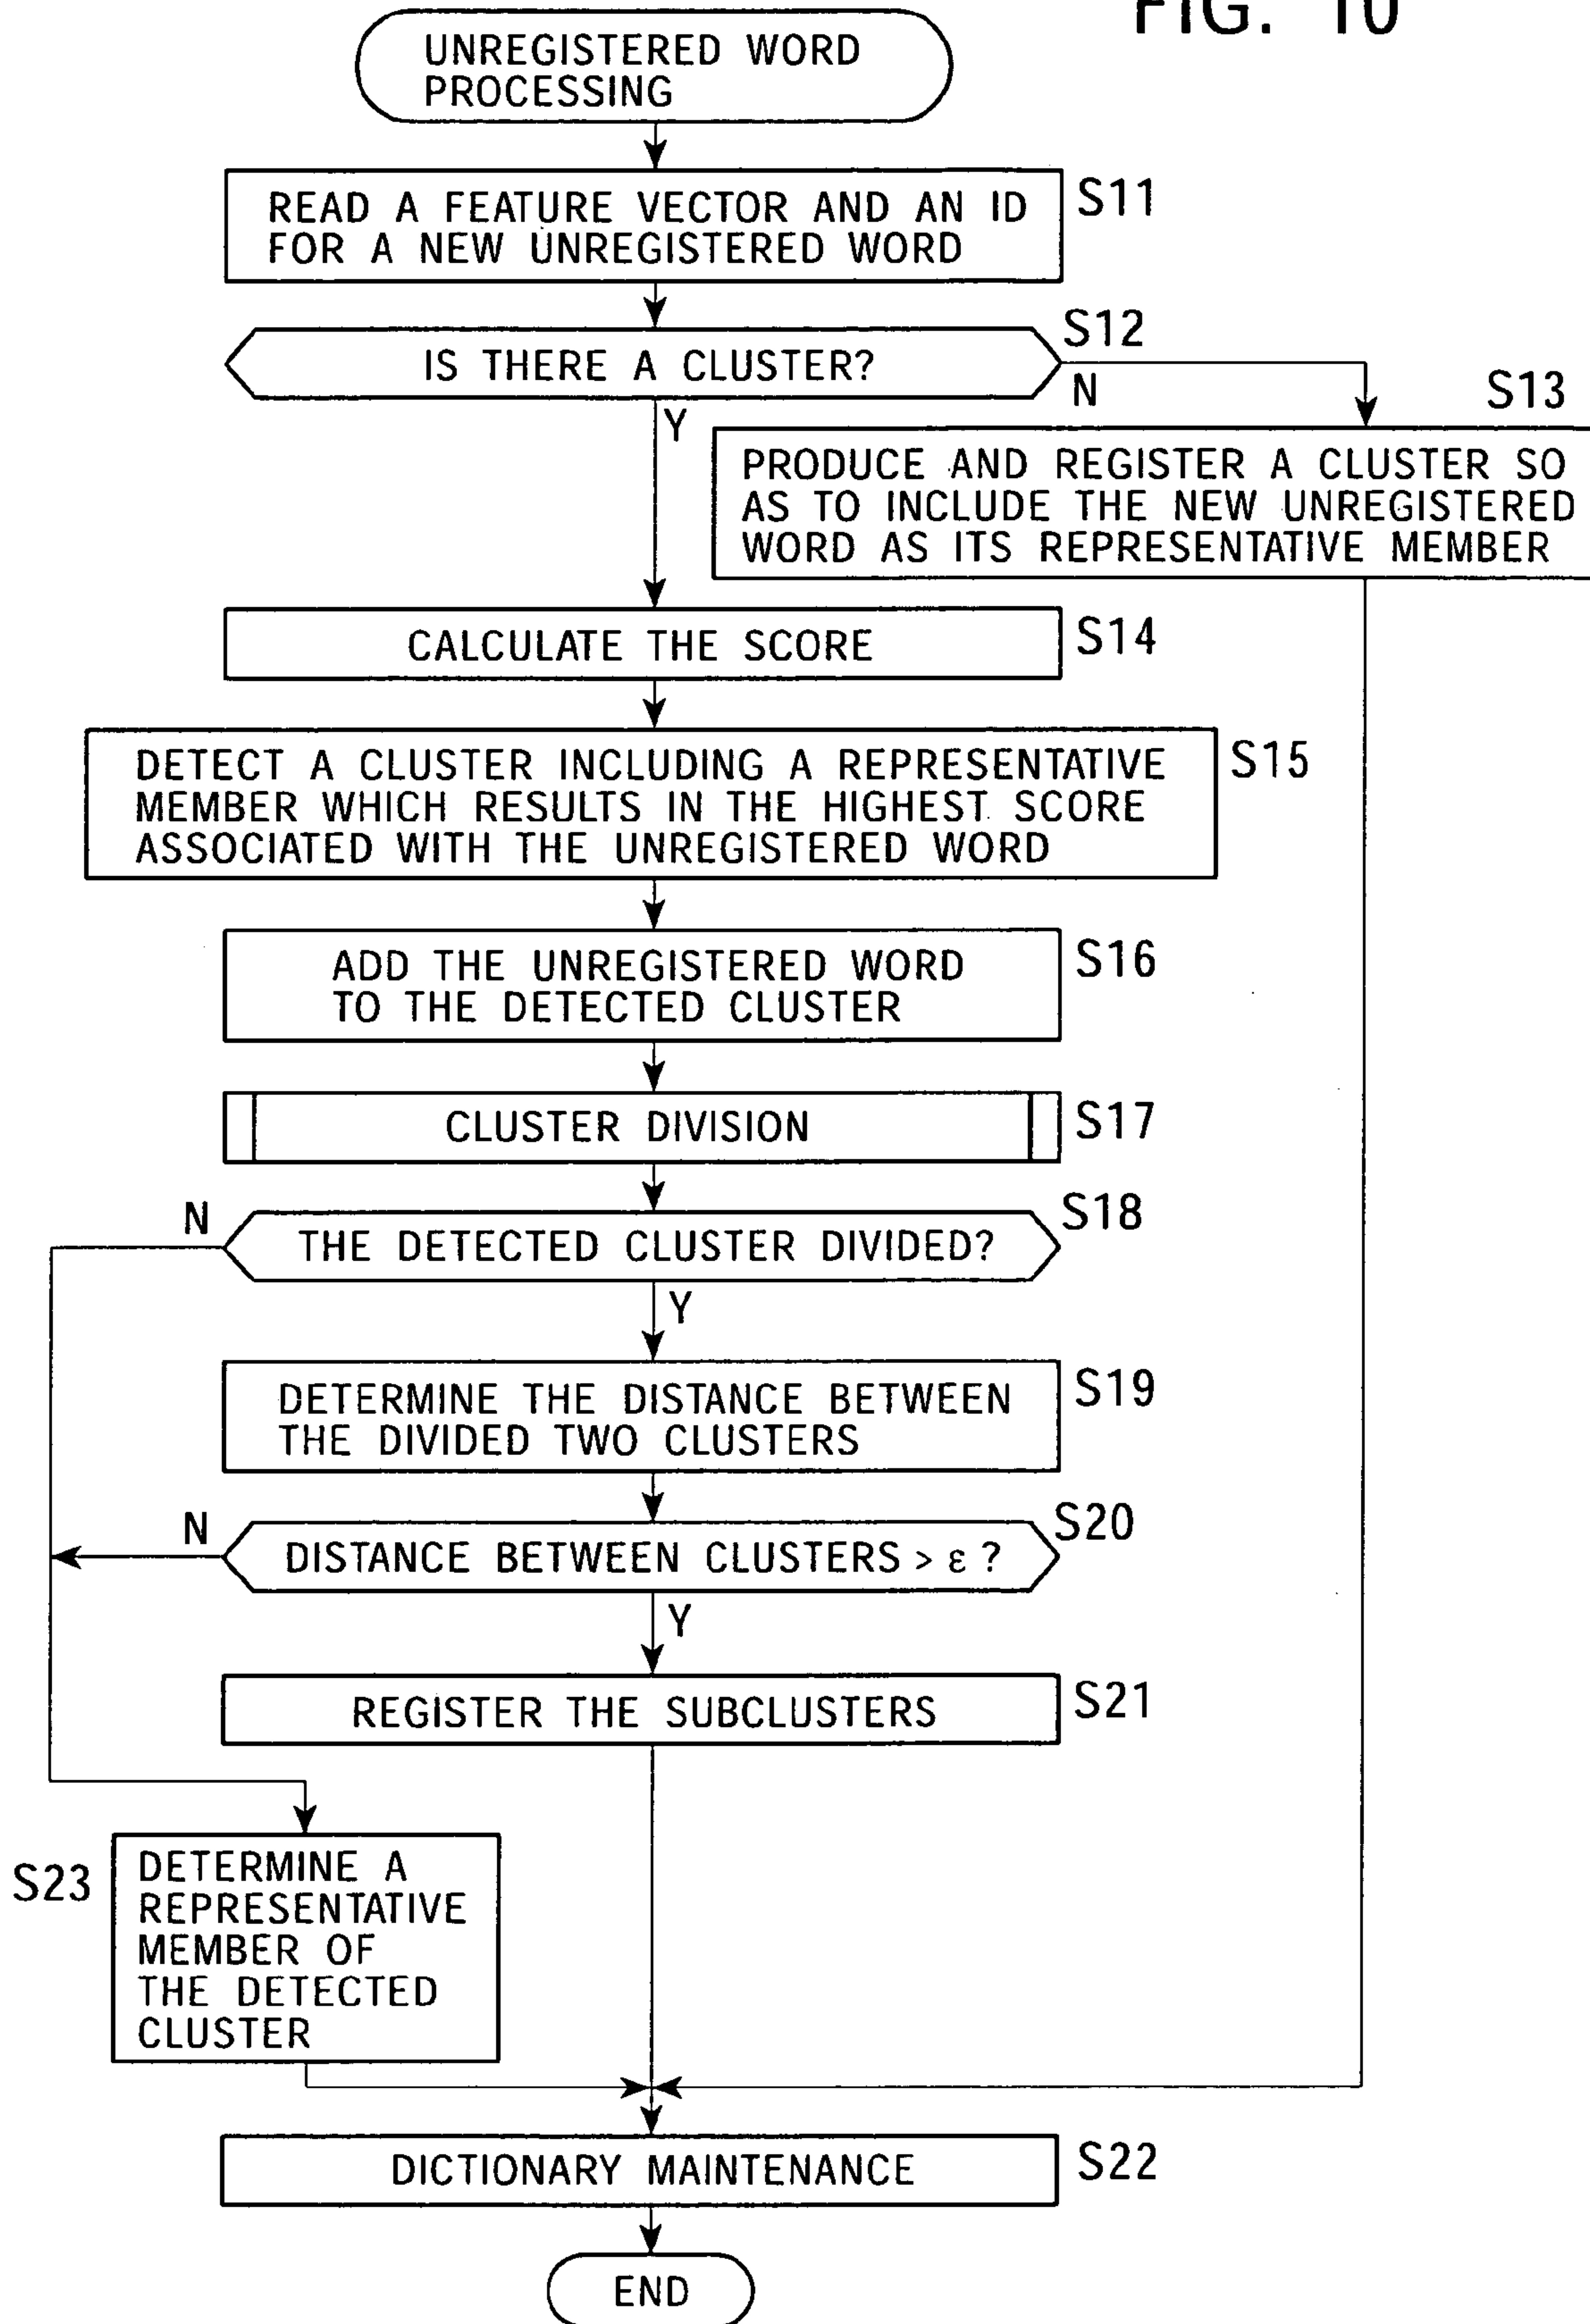 FIG. 10
UNREGISTERED WORD
PROCESSING
READ A FEATURE VECTOR AND AN ID
FOR A NEW UNREGISTERED WORD
S11
IS THERE A CLUSTER?
S12
N
Y
S13
PRODUCE AND REGISTER A CLUSTER SO
AS TO INCLUDE THE NEW UNREGISTERED
WORD AS ITS REPRESENTATIVE MEMBER
CALCULATE THE SCORE
S14
DETECT A CLUSTER INCLUDING A REPRESENTATIVE
MEMBER WHICH RESULTS IN THE HIGHEST SCORE
ASSOCIATED WITH THE UNREGISTERED WORD
S15
ADD THE UNREGISTERED WORD
TO THE DETECTED CLUSTER
S16
CLUSTER DIVISION
S17
N
THE DETECTED CLUSTER DIVIDED?
S18
Y
DETERMINE THE DISTANCE BETWEEN
THE DIVIDED TWO CLUSTERS
S19
N
DISTANCE BETWEEN CLUSTERS > ε ?
S20
Y
REGISTER THE SUBCLUSTERS
S21
S23
DETERMINE A
REPRESENTATIVE
MEMBER OF
THE DETECTED
CLUSTER
DICTIONARY MAINTENANCE
S22
END